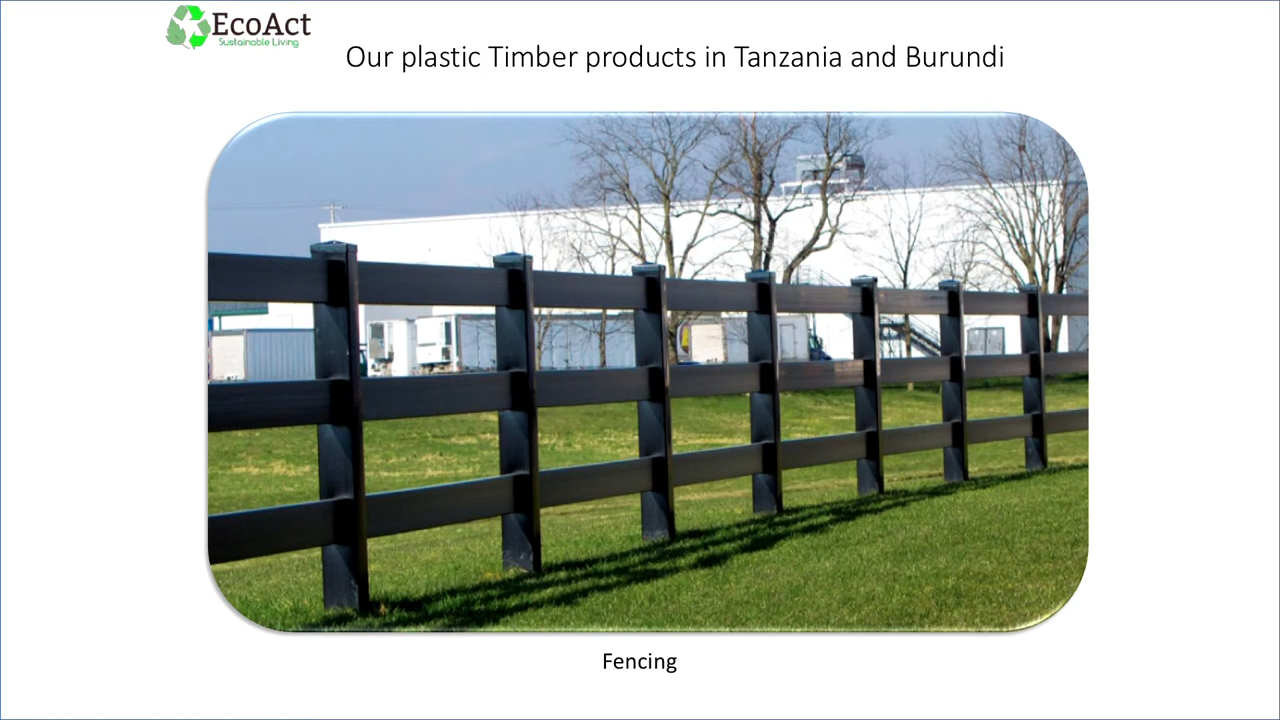 EcoAct
Sustainable Living
Our plastic Timber products in Tanzania and Burundi
Fencing